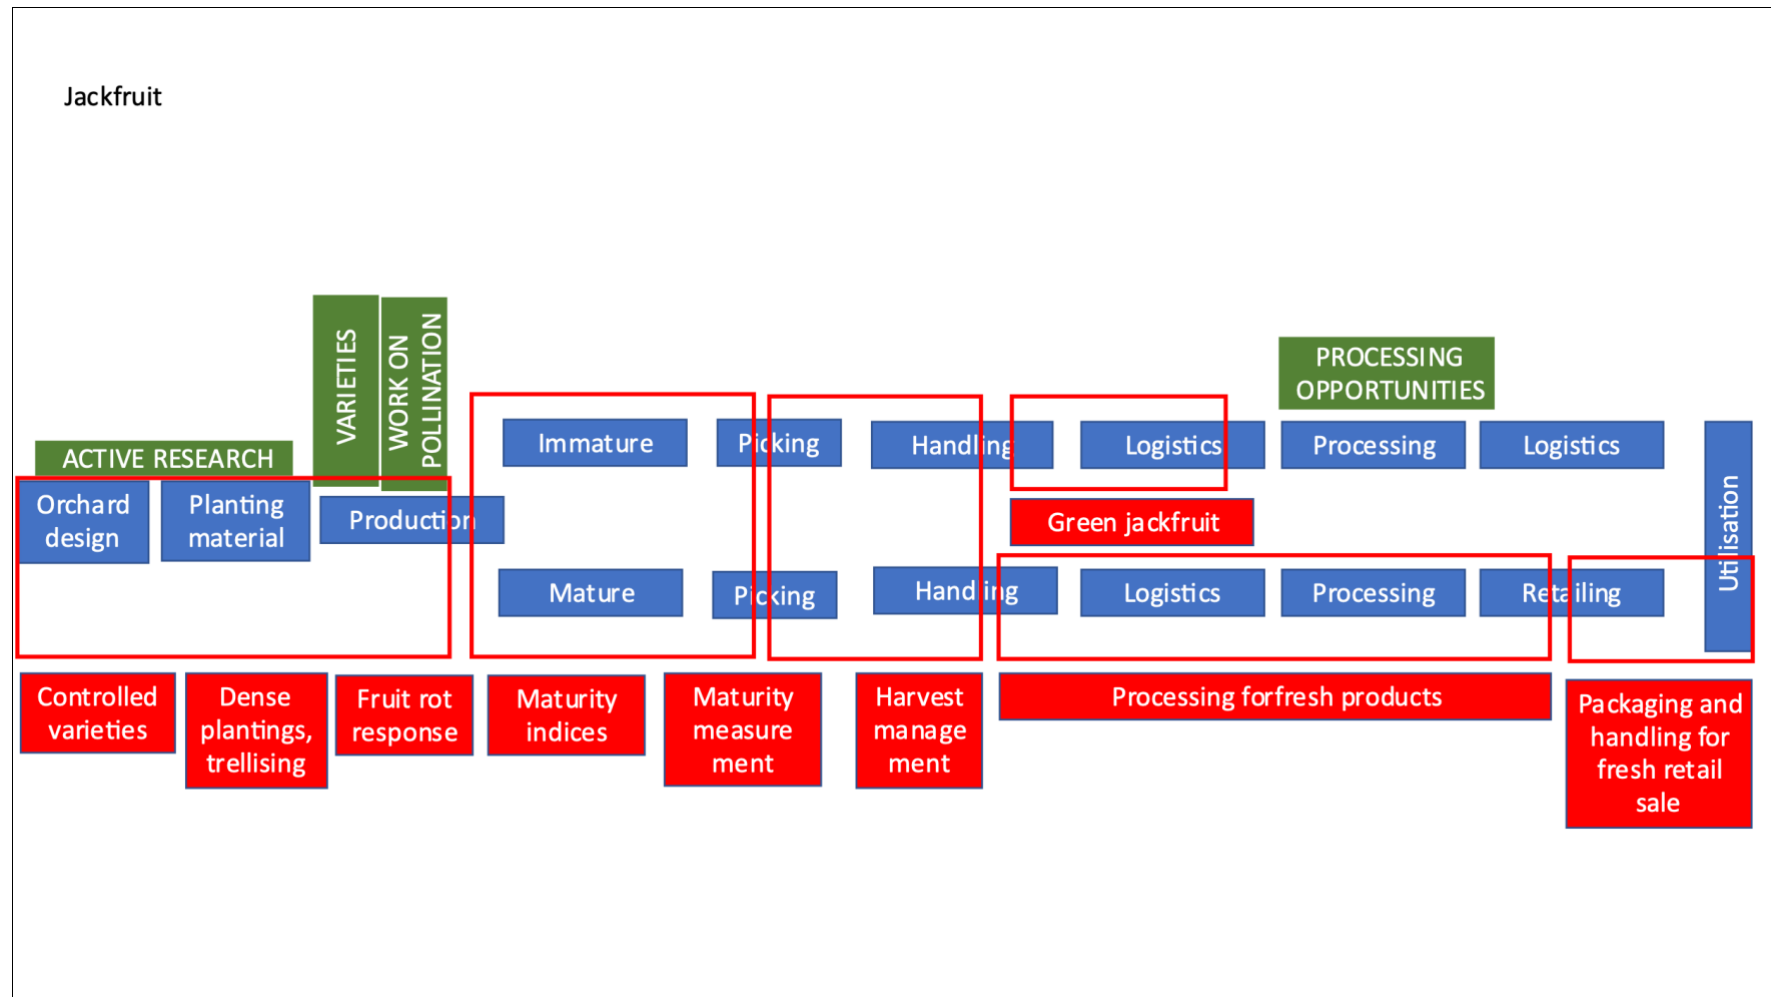 Jackfruit
VARIETIES
WORK ON
POLLINATION
PROCESSING
OPPORTUNITIES
ACTIVE RESEARCH
Immature
Picking
Handling
Logistics
Processing
Logistics
Orchard
design
Planting
material
Production
Green jackfruit
Utilisation
Mature
Picking
Handling
Logistics
Processing
Retailing
Controlled
varieties
Dense
plantings,
trellising
Fruit rot
response
Maturity
indices
Maturity
measure
ment
Harvest
manage
ment
Processing forfresh products
Packaging and
handling for
fresh retail
sale